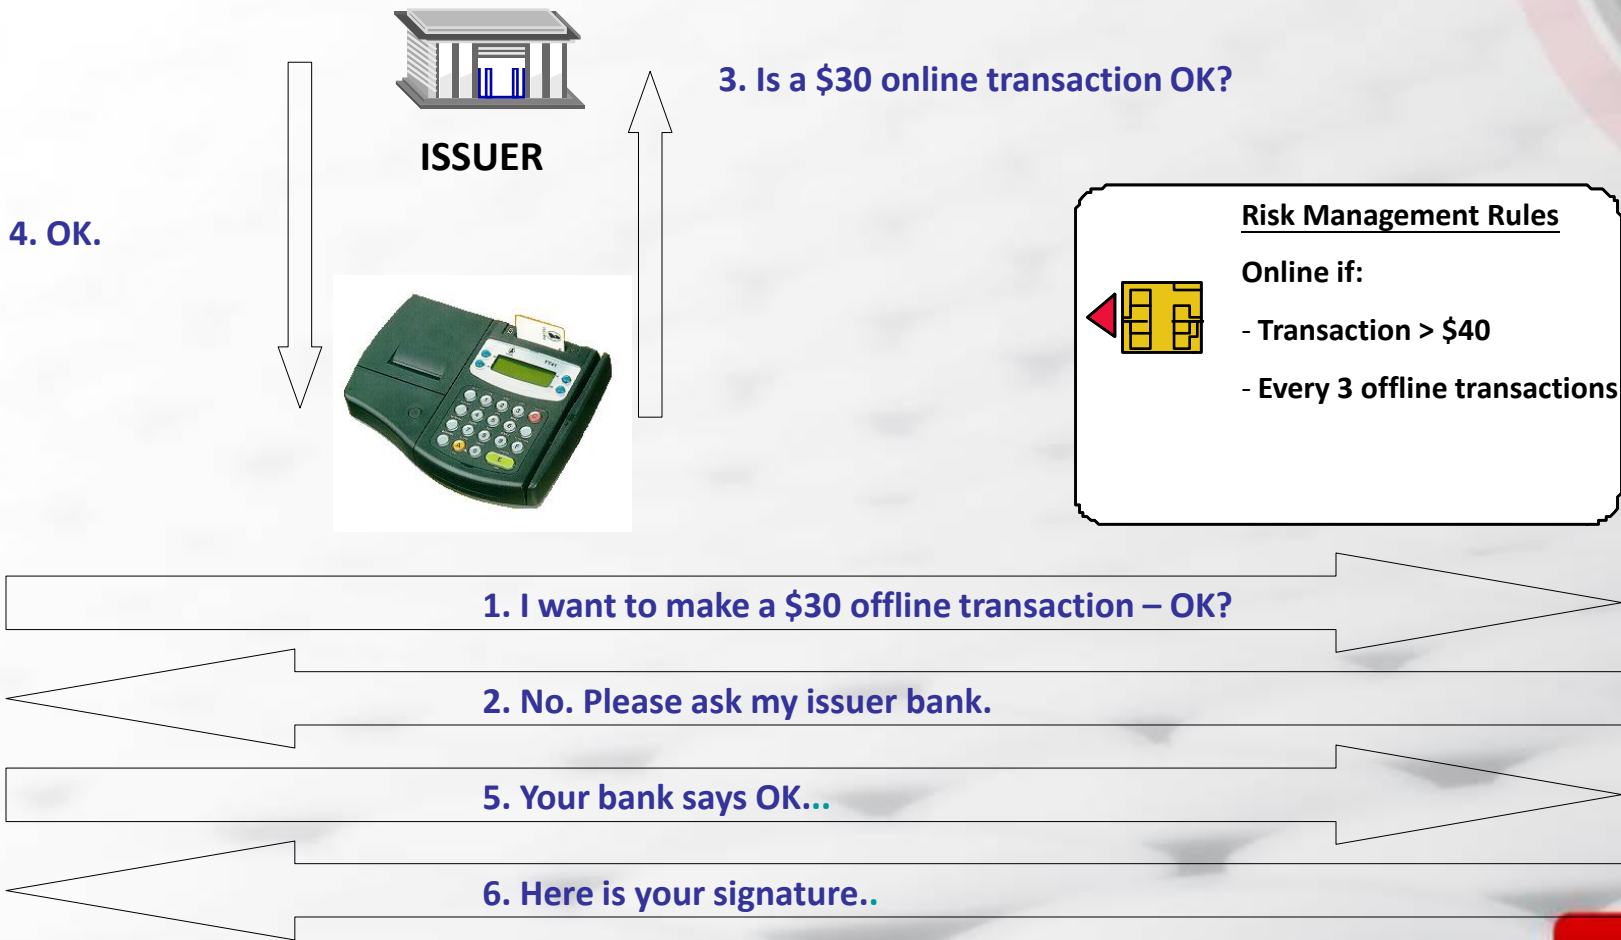 3. Is a $30 online transaction OK?
ISSUER
4. OK.
Risk Management Rules
Online if:
- Transaction > $40
- Every 3 offline transactions
1. I want to make a $30 offline transaction – OK?
2. No. Please ask my issuer bank.
5. Your bank says OK...
6. Here is your signature..